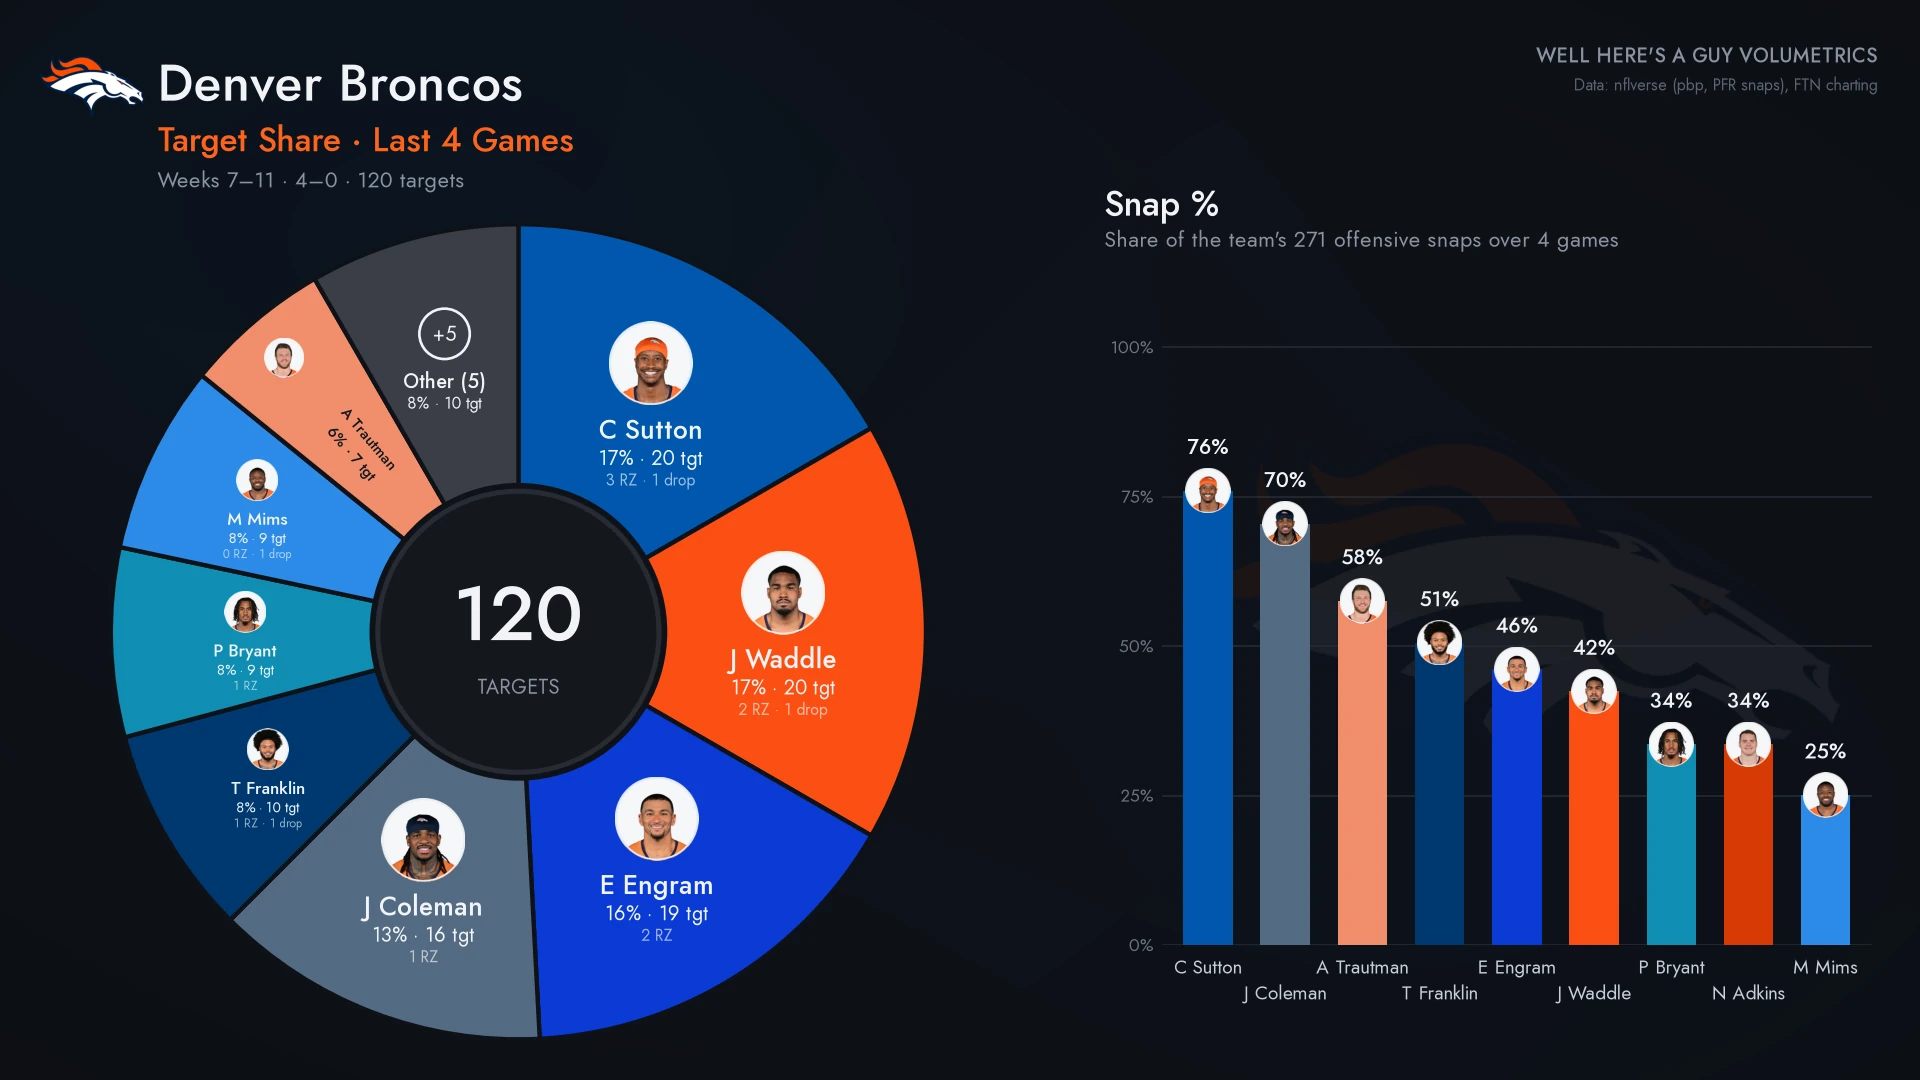 Denver Broncos
Target Share · Last 4 Games
Weeks 7–11 · 4–0 · 120 targets
WELL HERE'S A GUY VOLUMETRICS
Data: nflverse (pbp, PFR snaps), FTN charting
+5
Other (5)
8% · 10 tgt
C Sutton
17% · 20 tgt
3 RZ · 1 drop
J Waddle
17% · 20 tgt
2 RZ · 1 drop
E Engram
16% · 19 tgt
2 RZ
J Coleman
13% · 16 tgt
1 RZ
T Franklin
8% · 10 tgt
1 RZ · 1 drop
P Bryant
8% · 9 tgt
1 RZ
M Mims
8% · 9 tgt
0 RZ · 1 drop
A Trautman
6% · 7 tgt
120
TARGETS
Snap %
Share of the team's 271 offensive snaps over 4 games
100%
75%
50%
25%
0%
76%
70%
58%
51%
46%
42%
34%
34%
25%
C Sutton
J Coleman
A Trautman
T Franklin
E Engram
J Waddle
P Bryant
N Adkins
M Mims